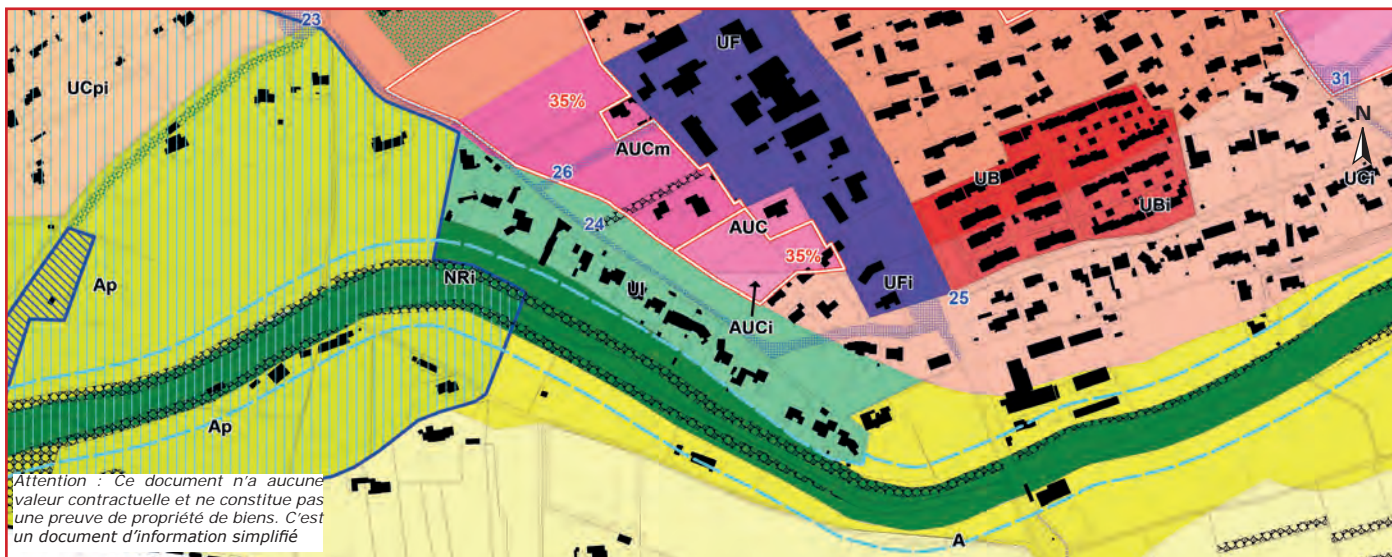 23
UF
31
UCpi
35%
N
AUCm
UB
UCi
26
UBi
24
AUC
35%
Ap
NRi
UI
UFi
25
AUCi
Ap
Attention : Ce document n'a aucune
valeur contractuelle et ne constitue pas
une preuve de propriété de biens. C'est
un document d'information simplifié
A